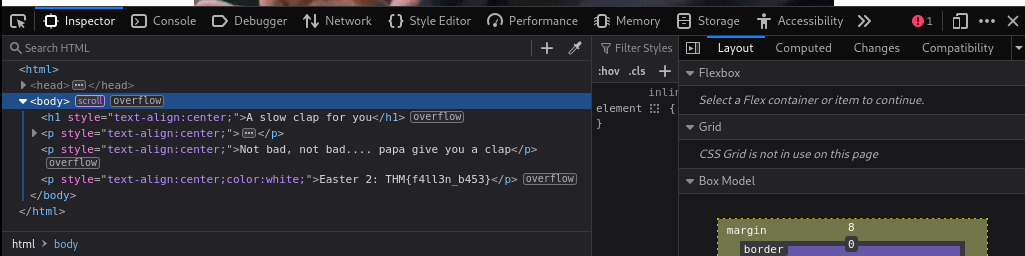 Inspector Console Debugger Network Style Editor Performance Memory Storage Accessibility 1
Search HTML
Filter Styles
Layout Computed Changes Compatibility
:hov .cls
<html>
<head> </head>
<body> scroll overflow
<h1 style="text-align:center;">A slow clap for you</h1> overflow
<p style="text-align:center;"> </p>
<p style="text-align:center;">Not bad, not bad.... papa give you a clap</p>
overflow
<p style="text-align:center;color:white;">Easter 2: THM{f4ll3n_b453}</p> overflow
</body>
</html>
html > body
inlin
element {
}
Flexbox
Select a Flex container or item to continue.
Grid
CSS Grid is not in use on this page
Box Model
margin 8
border 0